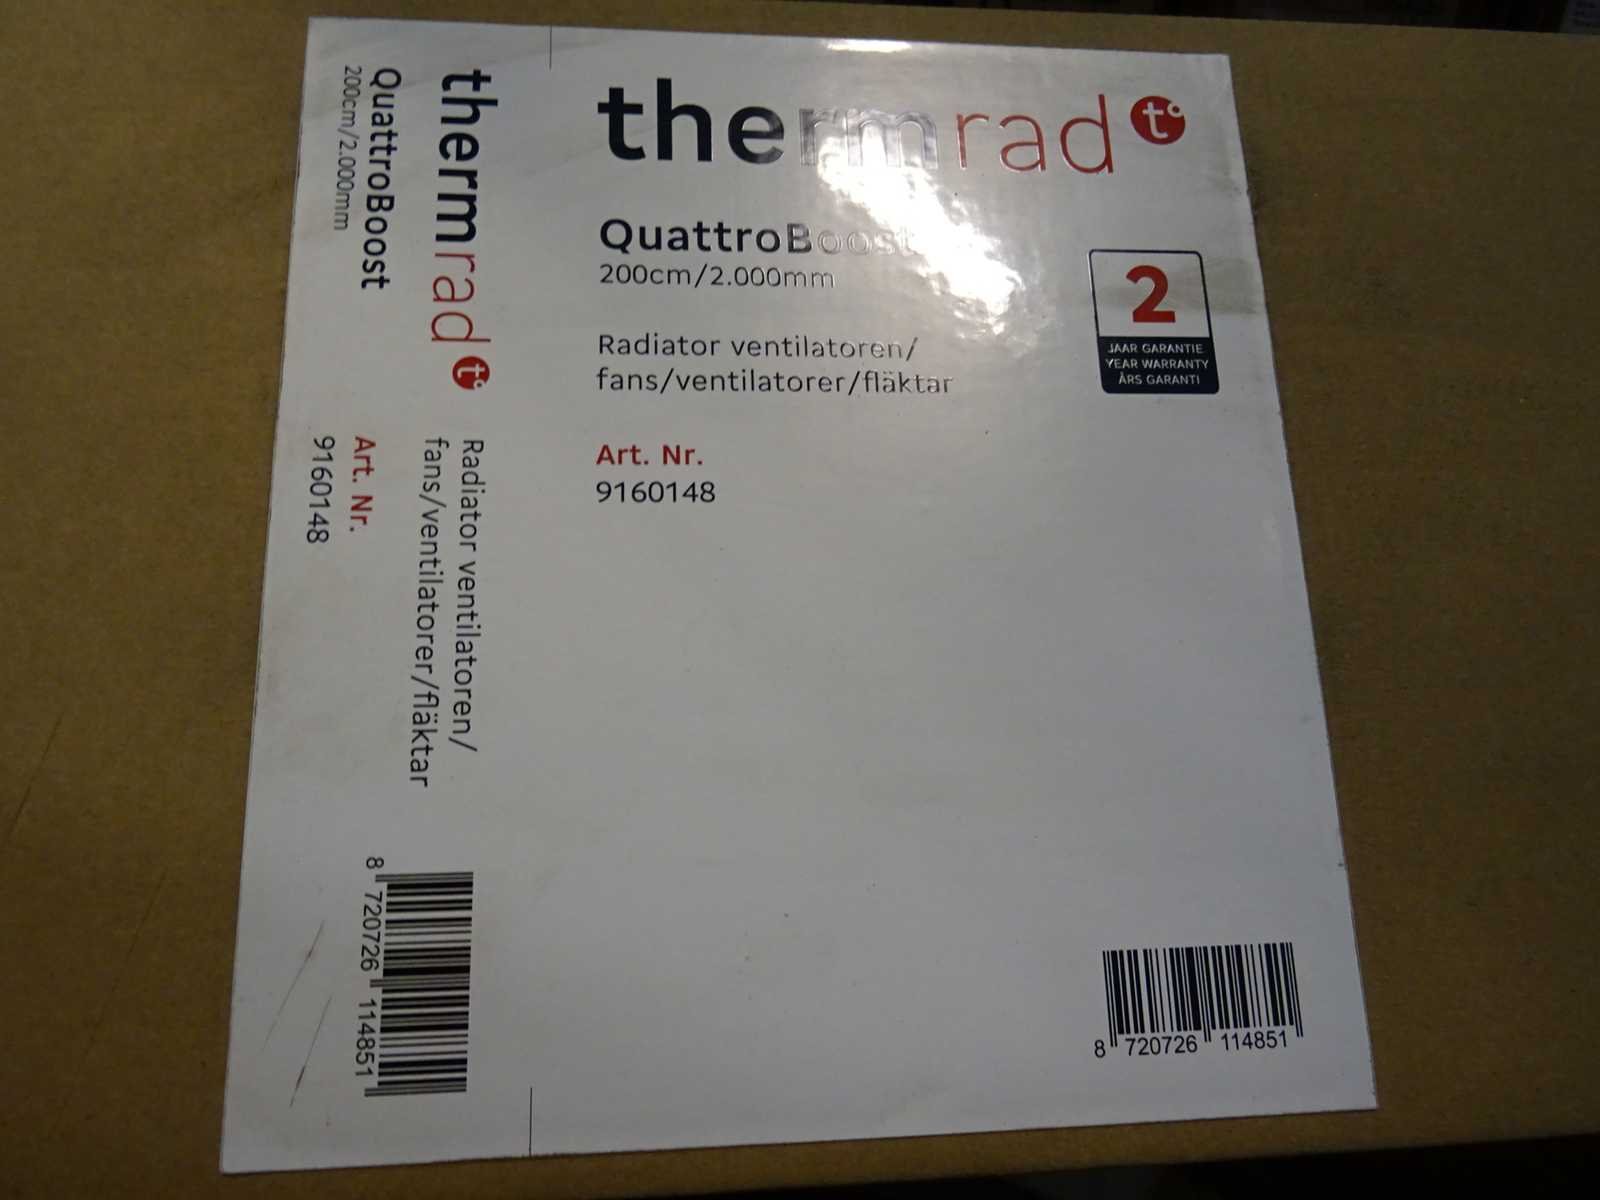 thermrad t°
QuattroBoost
200cm/2.000mm
Radiator ventilatoren/
fans/ventilatorer/fläktar
Art. Nr.
9160148
2
JAAR GARANTIE
YEAR WARRANTY
ÅRS GARANTI
8 720726 114851
thermrad t°
QuattroBoost
200cm/2.000mm
Radiator ventilatoren/
fans/ventilatorer/fläktar
Art. Nr.
9160148
8 720726 114851